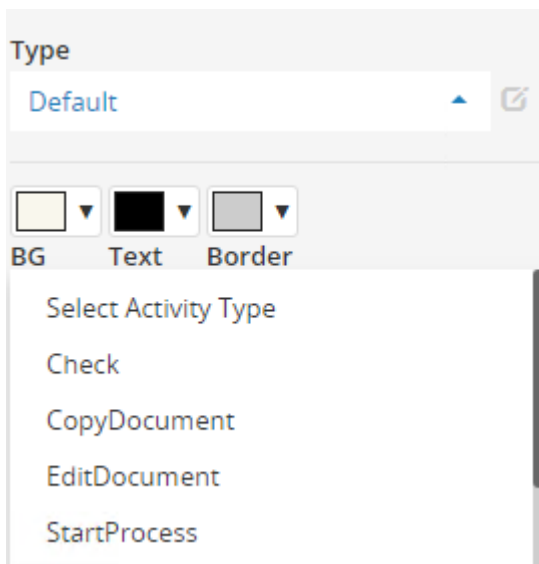 Type
Default
BG Text Border
Select Activity Type
Check
CopyDocument
EditDocument
StartProcess